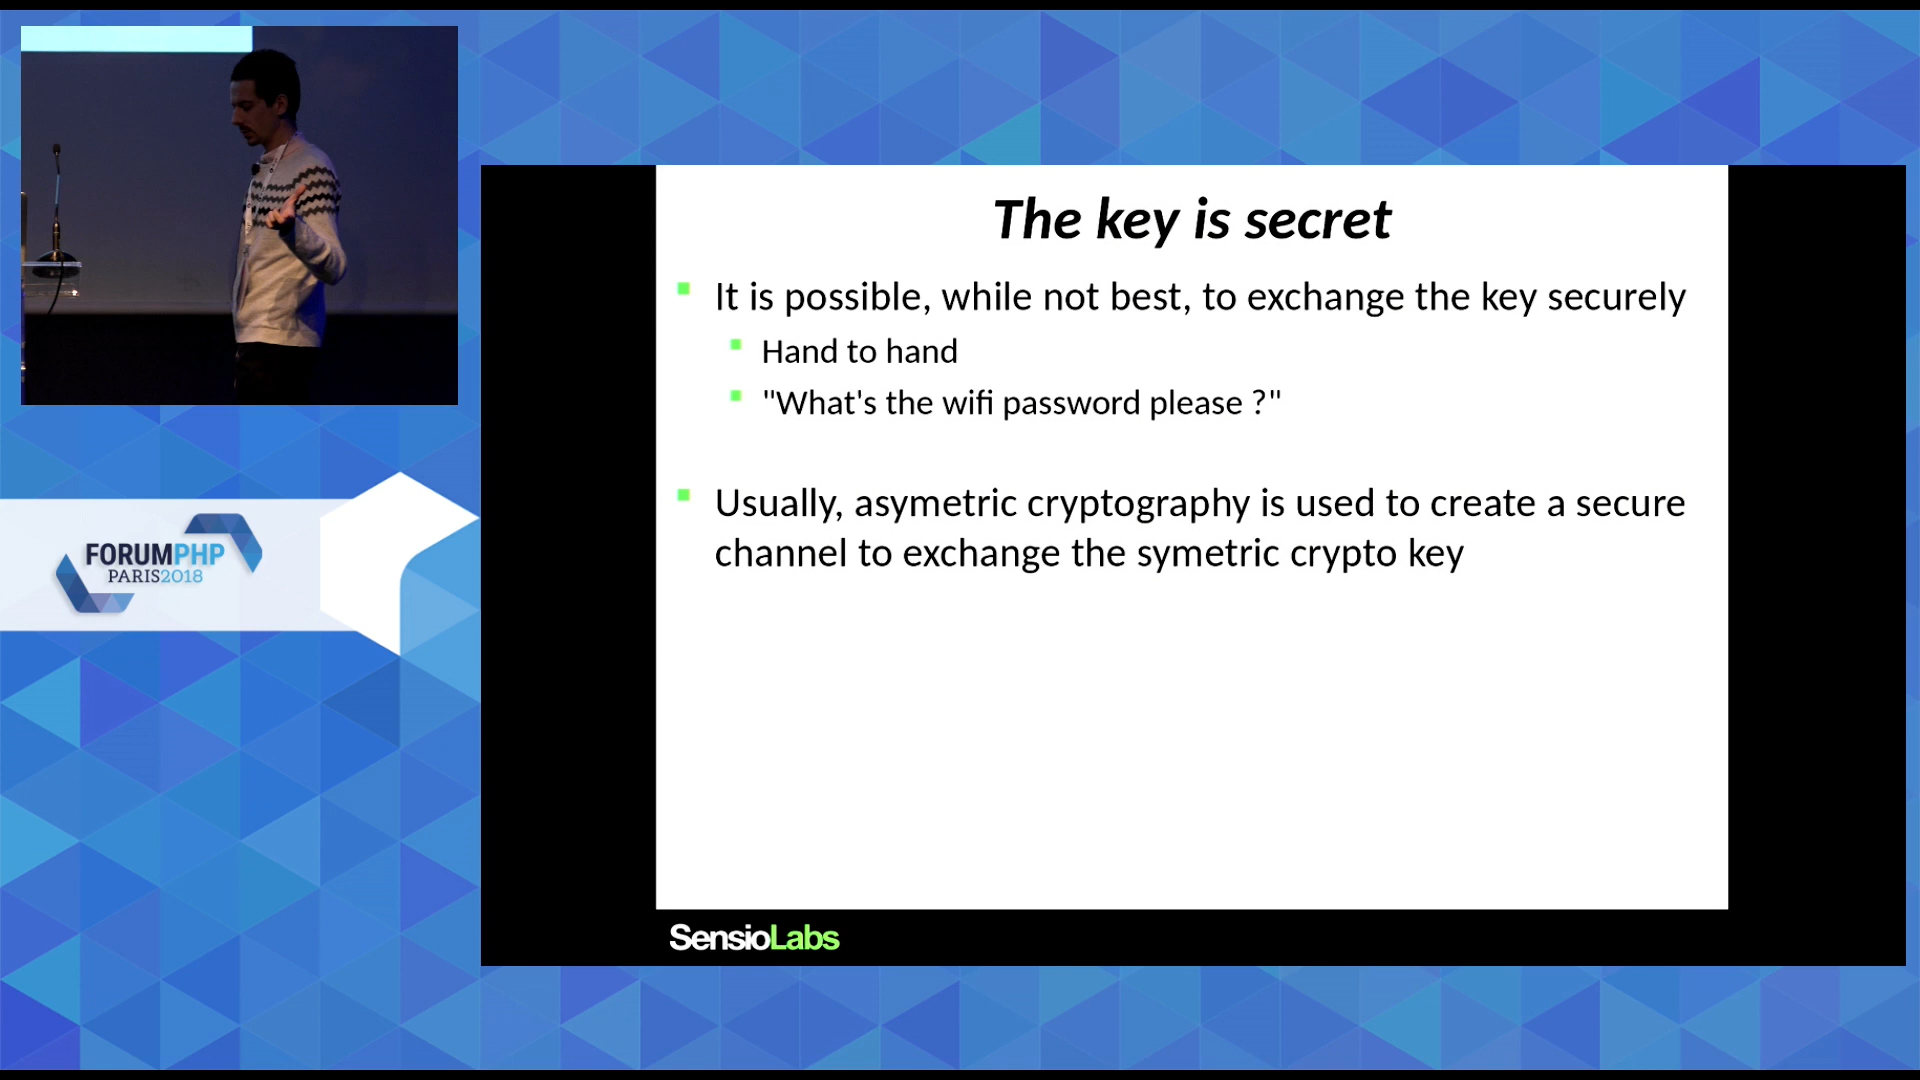 The key is secret
It is possible, while not best, to exchange the key securely
Hand to hand
"What's the wifi password please ?"
Usually, asymetric cryptography is used to create a secure
channel to exchange the symetric crypto key
FORUMPHP
PARIS2018
SensioLabs